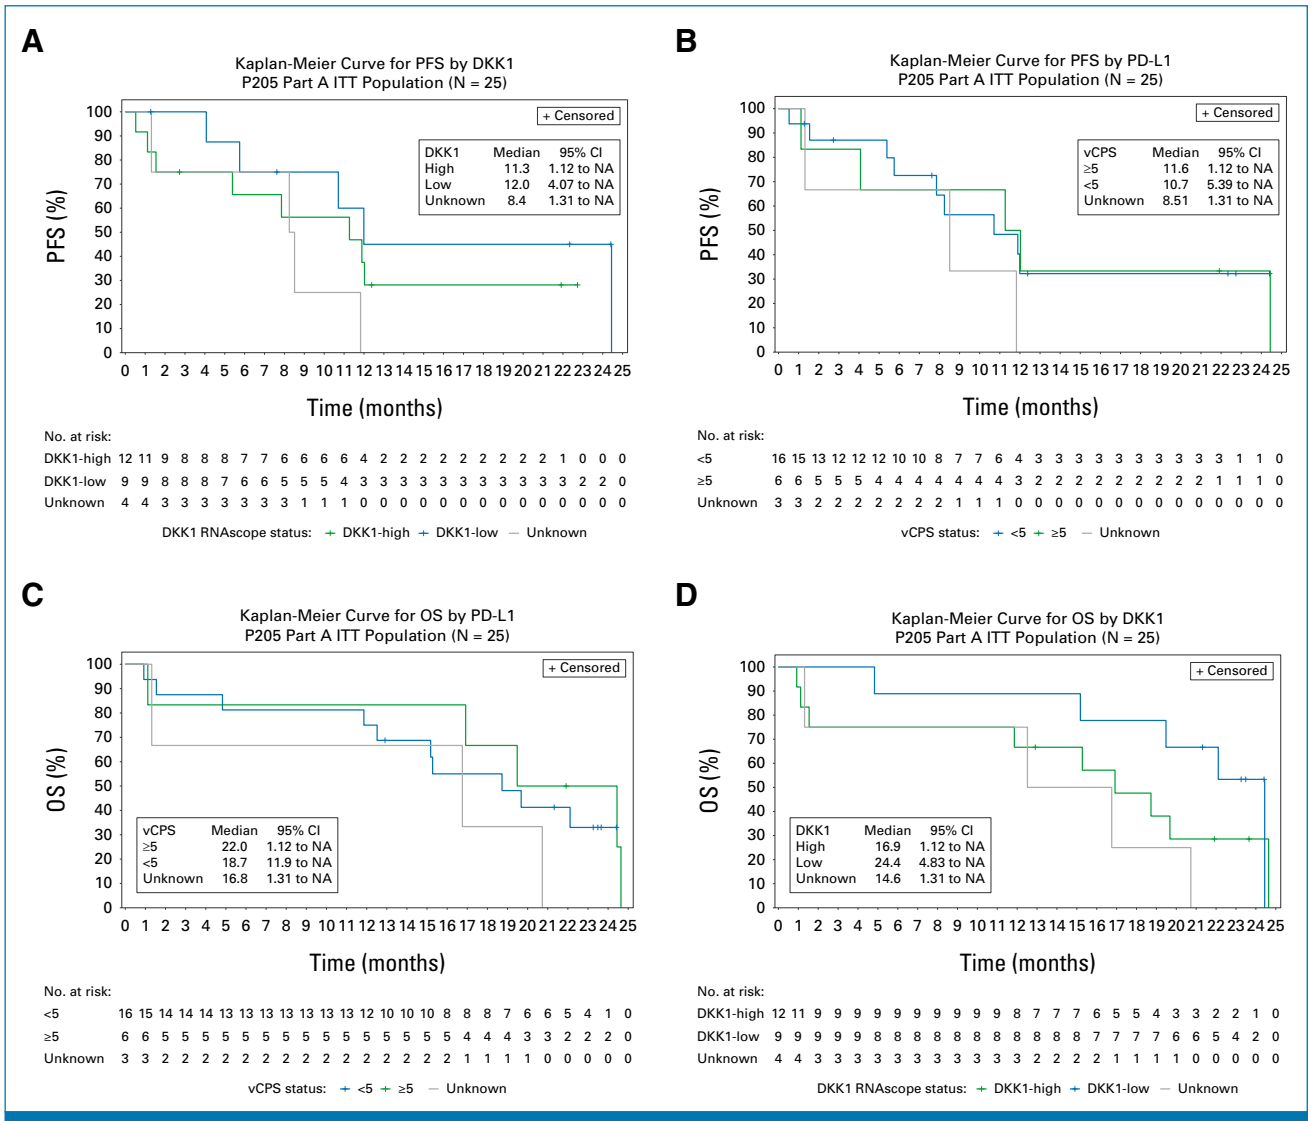 A
Kaplan-Meier Curve for PFS by DKK1
P205 Part A ITT Population (N = 25)
+ Censored
DKK1 Median 95% CI
High 11.3 1.12 to NA
Low 12.0 4.07 to NA
Unknown 8.4 1.31 to NA
PFS (%)
100
90
80
70
60
50
40
30
20
10
0
0 1 2 3 4 5 6 7 8 9 10 11 12 13 14 15 16 17 18 19 20 21 22 23 24 25
Time (months)
No. at risk:
DKK1-high 12 11 9 8 8 8 7 7 6 6 6 6 4 2 2 2 2 2 2 2 2 2 1 0 0 0
DKK1-low 9 9 8 8 8 7 6 6 5 5 5 4 3 3 3 3 3 3 3 3 3 3 3 2 2 0
Unknown 4 4 3 3 3 3 3 3 3 1 1 1 0 0 0 0 0 0 0 0 0 0 0 0 0 0
DKK1 RNAscope status: DKK1-high DKK1-low Unknown
B
Kaplan-Meier Curve for PFS by PD-L1
P205 Part A ITT Population (N = 25)
+ Censored
vCPS Median 95% CI
≥5 11.6 1.12 to NA
<5 10.7 5.39 to NA
Unknown 8.51 1.31 to NA
PFS (%)
100
90
80
70
60
50
40
30
20
10
0
0 1 2 3 4 5 6 7 8 9 10 11 12 13 14 15 16 17 18 19 20 21 22 23 24 25
Time (months)
No. at risk:
<5 16 15 13 12 12 12 10 10 8 7 7 6 4 3 3 3 3 3 3 3 3 3 3 1 1 0
≥5 6 6 5 5 5 4 4 4 4 4 4 4 3 2 2 2 2 2 2 2 2 2 1 1 1 0
Unknown 3 3 2 2 2 2 2 2 2 1 1 1 0 0 0 0 0 0 0 0 0 0 0 0 0 0
vCPS status: <5 ≥5 Unknown
C
Kaplan-Meier Curve for OS by PD-L1
P205 Part A ITT Population (N = 25)
+ Censored
vCPS Median 95% CI
≥5 22.0 1.12 to NA
<5 18.7 11.9 to NA
Unknown 16.8 1.31 to NA
OS (%)
100
90
80
70
60
50
40
30
20
10
0
0 1 2 3 4 5 6 7 8 9 10 11 12 13 14 15 16 17 18 19 20 21 22 23 24 25
Time (months)
No. at risk:
<5 16 15 14 14 14 13 13 13 13 13 13 13 12 10 10 10 8 8 8 7 6 6 5 4 1 0
≥5 6 6 5 5 5 5 5 5 5 5 5 5 5 5 5 5 5 4 4 4 3 3 2 2 2 0
Unknown 3 3 2 2 2 2 2 2 2 2 2 2 2 2 2 2 2 1 1 1 1 0 0 0 0 0
vCPS status: <5 ≥5 Unknown
D
Kaplan-Meier Curve for OS by DKK1
P205 Part A ITT Population (N = 25)
+ Censored
DKK1 Median 95% CI
High 16.9 1.12 to NA
Low 24.4 4.83 to NA
Unknown 14.6 1.31 to NA
OS (%)
100
90
80
70
60
50
40
30
20
10
0
0 1 2 3 4 5 6 7 8 9 10 11 12 13 14 15 16 17 18 19 20 21 22 23 24 25
Time (months)
No. at risk:
DKK1-high 12 11 9 9 9 9 9 9 9 9 9 9 8 7 7 7 6 5 5 4 3 3 2 2 1 0
DKK1-low 9 9 9 9 9 8 8 8 8 8 8 8 8 8 8 8 7 7 7 7 6 6 5 4 2 0
Unknown 4 4 3 3 3 3 3 3 3 3 3 3 3 2 2 2 2 1 1 1 1 0 0 0 0 0
DKK1 RNAscope status: DKK1-high DKK1-low Unknown